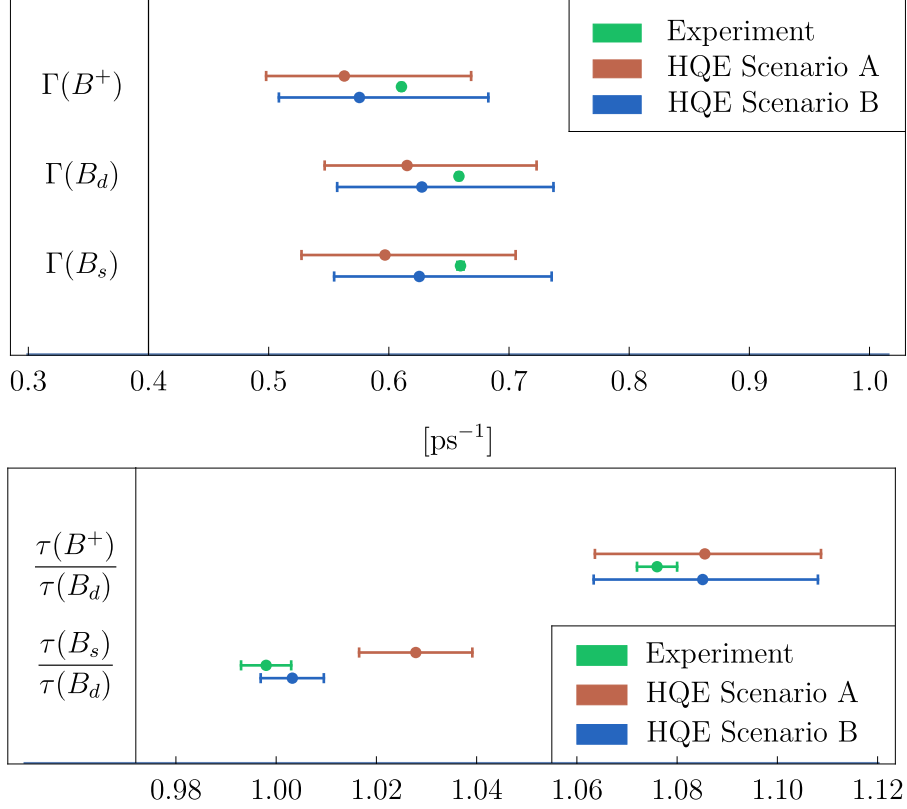 Experiment
Γ(B⁺)
HQE Scenario A
HQE Scenario B
Γ(B_d)
Γ(B_s)
0.3 0.4 0.5 0.6 0.7 0.8 0.9 1.0
[ps⁻¹]
τ(B⁺)
τ(B_d)
τ(B_s)
τ(B_d)
Experiment
HQE Scenario A
HQE Scenario B
0.98 1.00 1.02 1.04 1.06 1.08 1.10 1.12